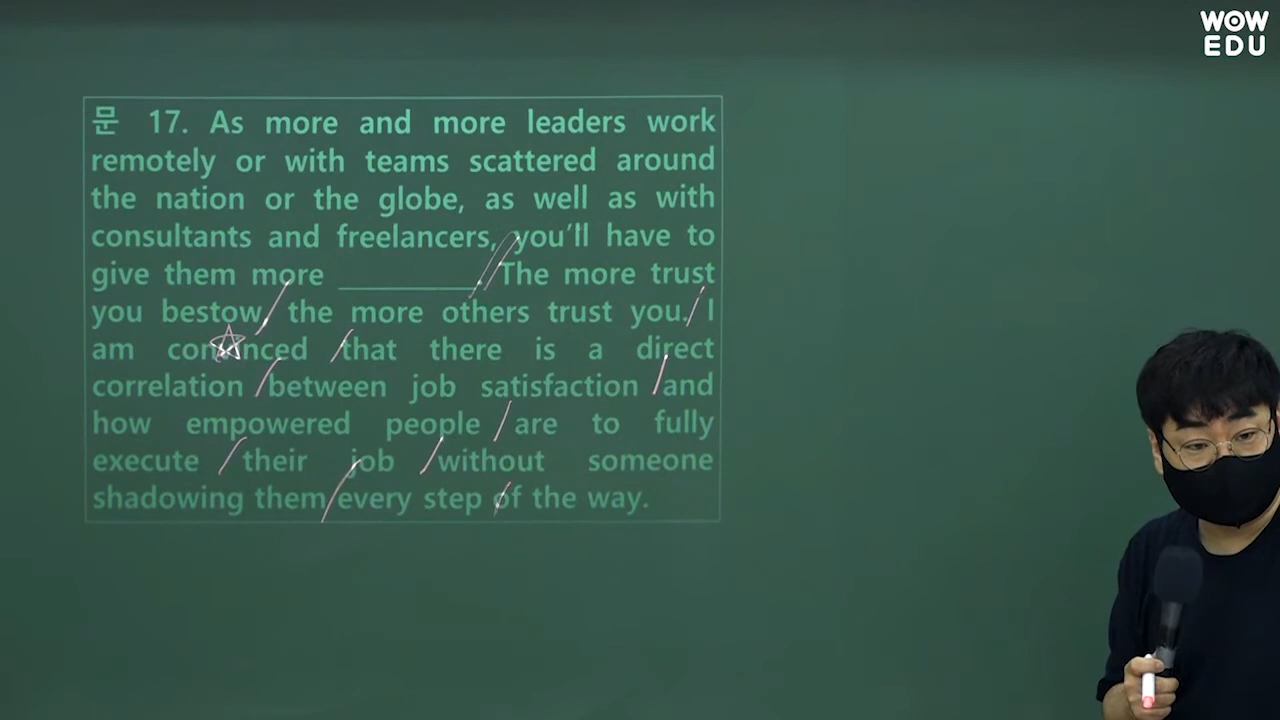 WOW
EDU
문 17. As more and more leaders work
remotely or with teams scattered around
the nation or the globe, as well as with
consultants and freelancers, you'll have to
give them more __________. The more trust
you bestow, the more others trust you. I
am convinced that there is a direct
correlation between job satisfaction and
how empowered people are to fully
execute their job without someone
shadowing them every step of the way.